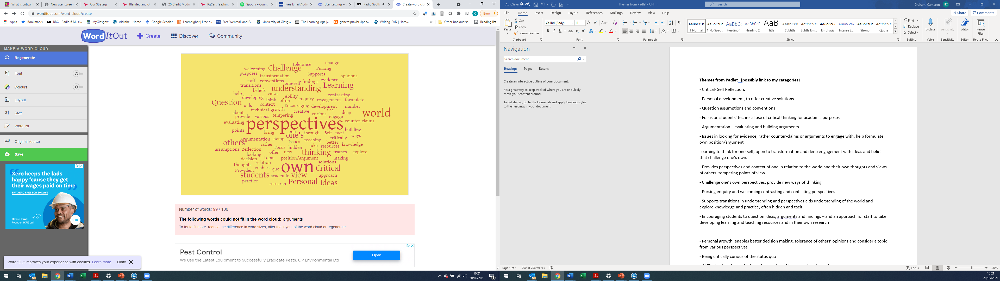 What is critical t
New user screen
Our Strategy
Blended and On
20 Credit Modul
PgCert Teaching
Spotify – Count
Free Email Addr
User settings –
Radio Scotla
Create word clo
worditout.com/word-cloud/create
Error
Apps
Bookmarks
BBC - Radio 6 Musi...
MyGlasgow
Aldinhe - Home
Google Scholar
Learnhigher | Free t...
Free Webmail and E...
University of Glasg...
The Learning Age |...
generalpraxis: Upda...
Writing-PAD | Hom...
Other bookmarks
Reading list
WordItOut
Create
Discover
Community
MAKE A WORD CLOUD
Regenerate
Font
Colours
Layout
Size
Word list
Original source
Save
Xero keeps the lads
happy ‘cause they get
their wages paid on time
TRY XERO FREE FOR 30 DAYS
Hitesh Kanbi
Founder, IKPE Ltd
xero
tolerance change
welcoming Challenge Pursing
purposes transformation Supports opinions
staff conventions one-self findings evidence
transitions understanding Learning
beliefs
help views Ability contrasting
developing think often enquiry engagement formulate
Question aids context Encouraging development number
technical growth creative use
about tempering curious deep world
provide various engage
evaluating perspectives counter-claims
points bring one through Self tacit building
one's critically ways
Argumentation Being Issues teaching better
others rather Focus hidden take resources knowledge
assumptions Reflection thinking frames explore
looking offer new
decision topic position/argument making
relation solutions
thoughts enables quo own Critical
Provides
students academic view approach
practice research Personal ideas
Number of words: 99 / 100
The following words could not fit in the word cloud: arguments
To try to fit more: reduce the difference in word sizes, alter the layout of the word cloud or regenerate.
Pest Control
We Use the Latest Equipment to Successfully Eradicate Pests. GP Environmental Ltd
Open
WordItOut improves your experience with cookies. Learn more Okay
10:21
20/05/2021
AutoSave Off
Themes from Padlet - UHI
Search
Graham, Cameron GC
File Home Insert Design Layout References Mailings Review View Help
Share Comments
Paste
Cut
Copy
Format Painter
Clipboard
Calibri (Body) 11
Font
Paragraph
AaBbCcDc AaBbCcDc AaBbCc AaBbCcD AaB AaBbCcD AaBbCcDc AaBbCcDc AaBbCcDc AaBbCcDc AaBbCcDc
¶ Normal ¶ No Spac... Heading 1 Heading 2 Title Subtitle Subtle Em... Emphasis Intense E... Strong Quote
Styles
Find
Replace
Select
Editing
Dictate
Voice
Sensitivity
Sensitivity
Editor
Editor
Reuse
Files
Reuse Files
Navigation
Search document
Headings Pages Results
Create an interactive outline of your document.
It’s a great way to keep track of where you are or quickly
move your content around.
To get started, go to the Home tab and apply Heading styles
to the headings in your document.
Themes from Padlet (possibly link to my categories)
- Critical- Self Reflection,
- Personal development, to offer creative solutions
- Question assumptions and conventions
- Focus on students’ technical use of critical thinking for academic purposes
- Argumentation – evaluating and building arguments
- Issues in looking for evidence, rather counter-claims or arguments to engage with, help formulate
own position/argument
Learning to think for one-self, open to transformation and deep engagement with ideas and beliefs
that challenge one’s own.
- Provides perspectives and context of one in relation to the world and their own thoughts and views
of others, tempering points of view
- Challenge one’s own perspectives, provide new ways of thinking
- Pursing enquiry and welcoming contrasting and conflicting perspectives
- Supports transitions in understanding and perspectives aids understanding of the world and
explore knowledge and practice, often hidden and tacit.
- Encouraging students to question ideas, arguments and findings – and an approach for staff to take
developing learning and teaching resources and in their own research
- Personal growth, enables better decision making, tolerance of others’ opinions and consider a topic
from various perspectives
- Being critically curious of the status quo
Page 1 of 1 200 of 208 words
Focus
120%
10:21
20/05/2021